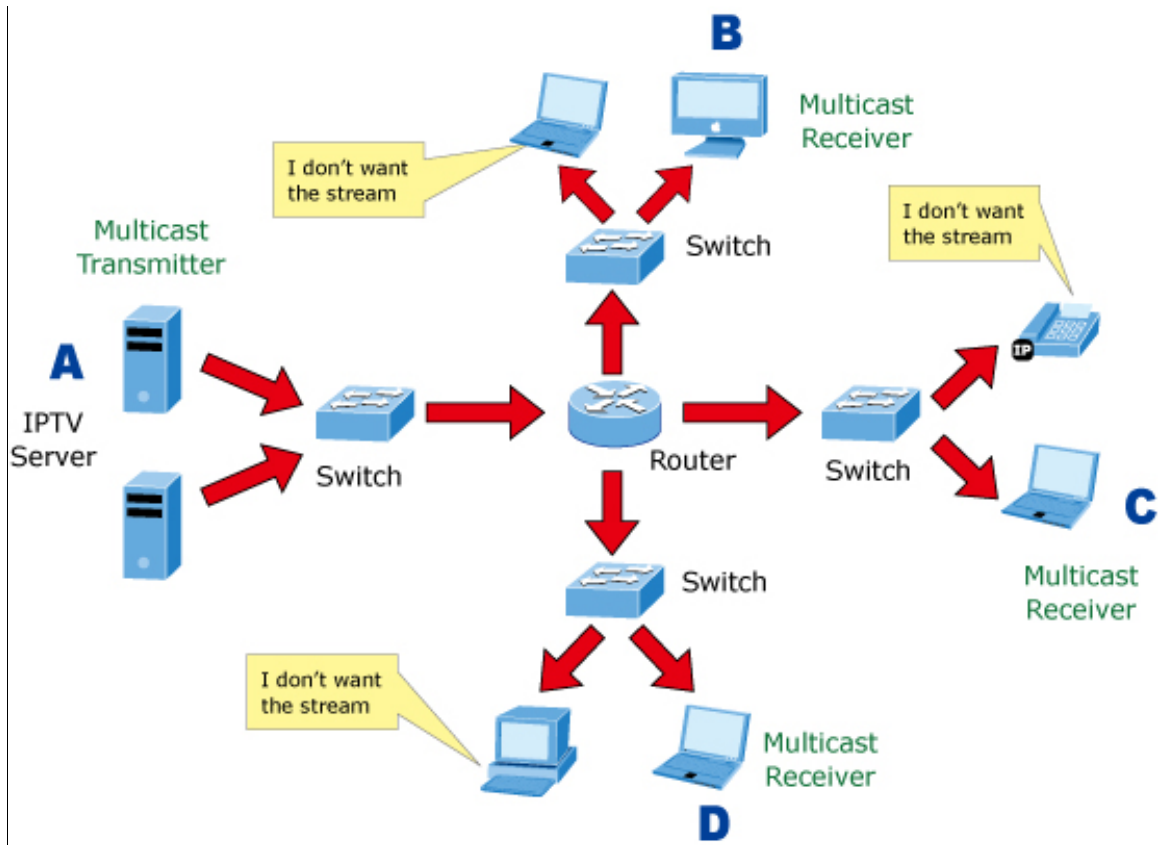 B
Multicast
Receiver
I don't want
the stream
I don't want
the stream
Switch
Multicast
Transmitter
A
IPTV
Server
IP
Switch
Router
Switch
C
Multicast
Receiver
Switch
I don't want
the stream
Multicast
Receiver
D